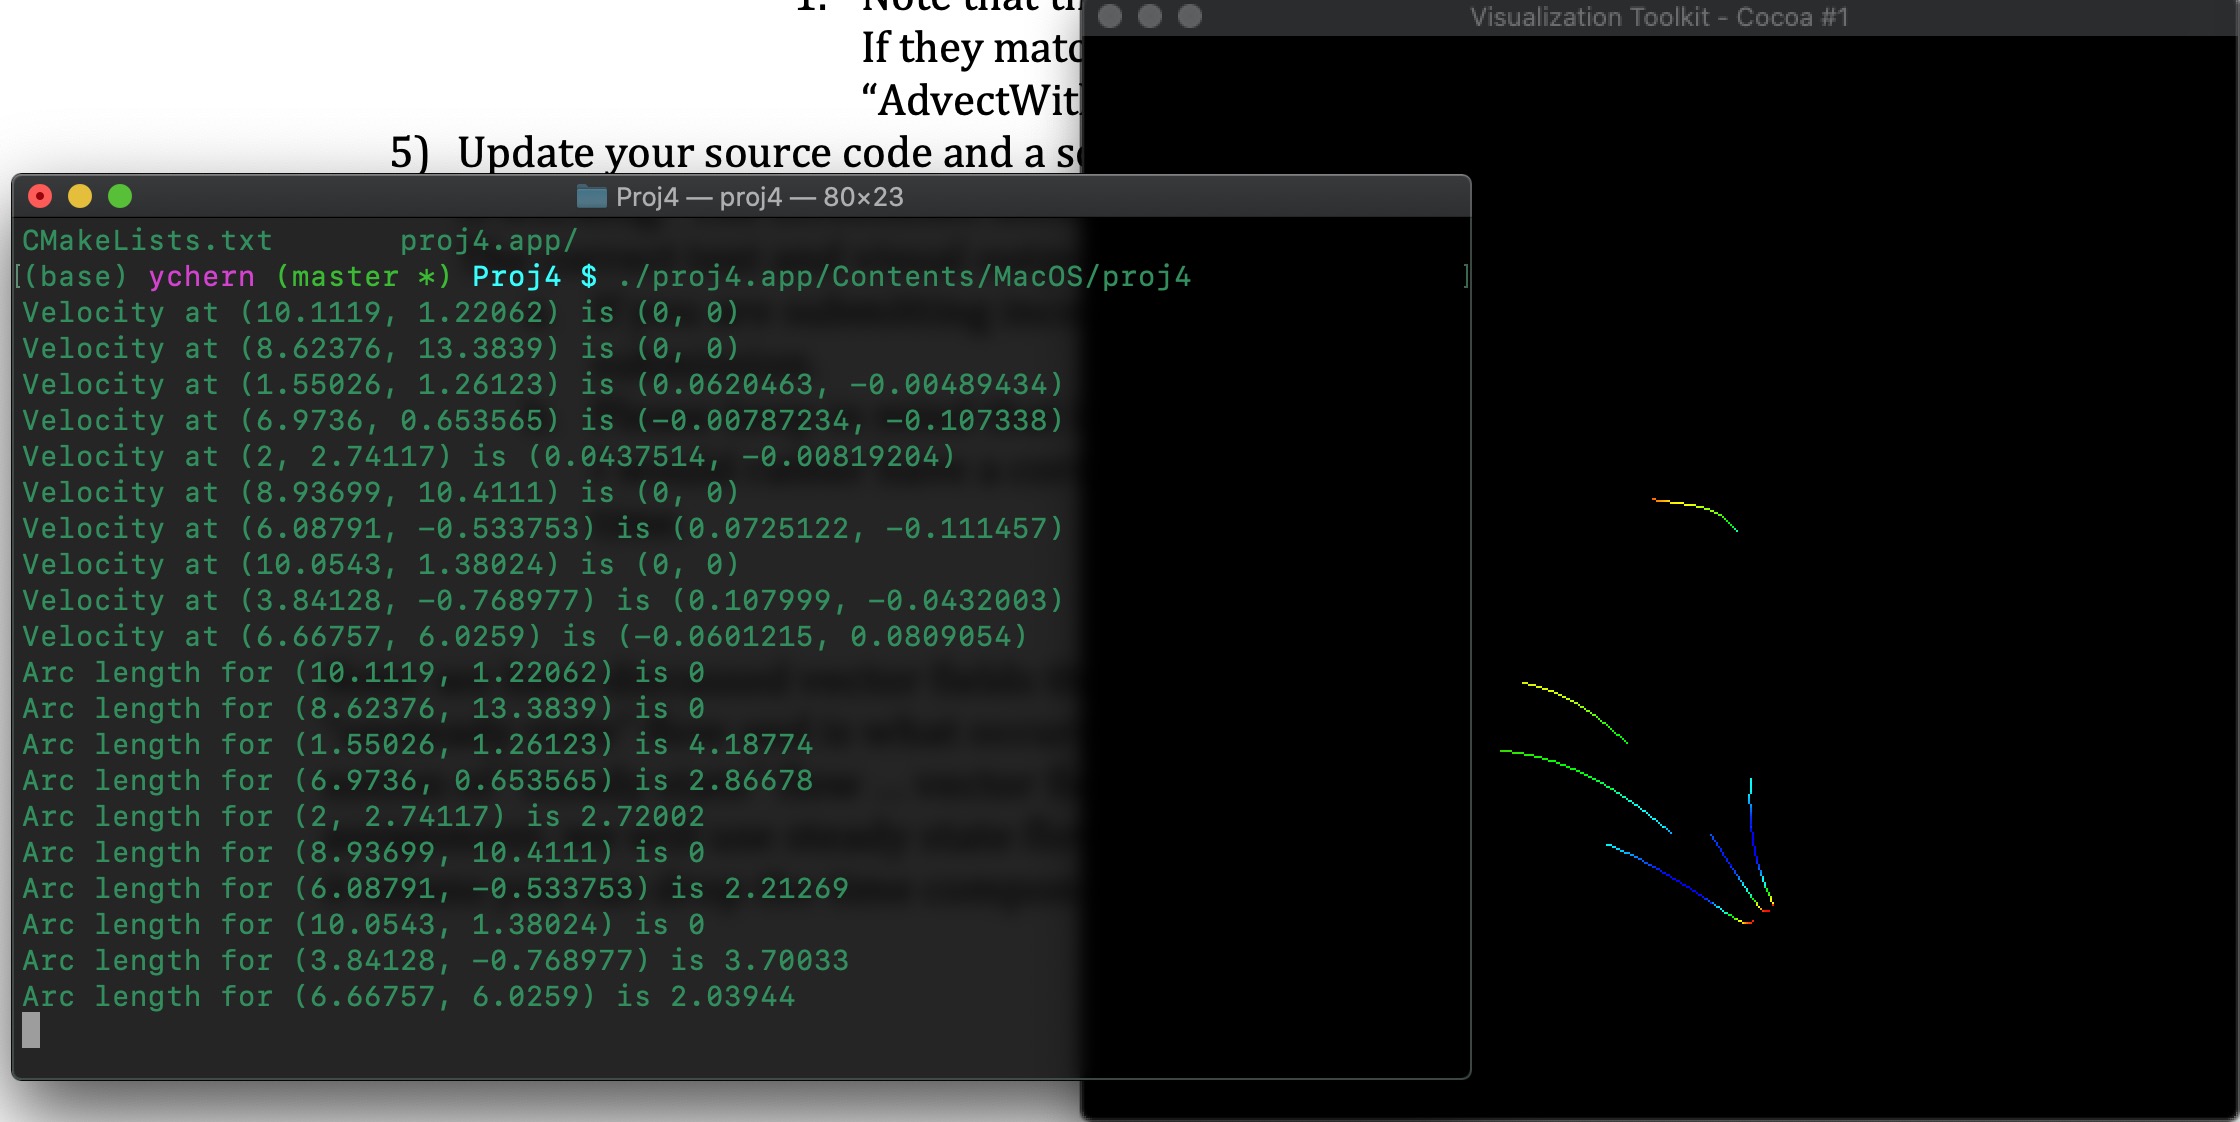 1. Note that th
If they matc
“AdvectWith
5) Update your source code and a sc
Visualization Toolkit - Cocoa #1
Proj4 — proj4 — 80×23
CMakeLists.txt proj4.app/
[(base) ychern (master *) Proj4 $ ./proj4.app/Contents/MacOS/proj4 ]
Velocity at (10.1119, 1.22062) is (0, 0)
Velocity at (8.62376, 13.3839) is (0, 0)
Velocity at (1.55026, 1.26123) is (0.0620463, -0.00489434)
Velocity at (6.9736, 0.653565) is (-0.00787234, -0.107338)
Velocity at (2, 2.74117) is (0.0437514, -0.00819204)
Velocity at (8.93699, 10.4111) is (0, 0)
Velocity at (6.08791, -0.533753) is (0.0725122, -0.111457)
Velocity at (10.0543, 1.38024) is (0, 0)
Velocity at (3.84128, -0.768977) is (0.107999, -0.0432003)
Velocity at (6.66757, 6.0259) is (-0.0601215, 0.0809054)
Arc length for (10.1119, 1.22062) is 0
Arc length for (8.62376, 13.3839) is 0
Arc length for (1.55026, 1.26123) is 4.18774
Arc length for (6.9736, 0.653565) is 2.86678
Arc length for (2, 2.74117) is 2.72002
Arc length for (8.93699, 10.4111) is 0
Arc length for (6.08791, -0.533753) is 2.21269
Arc length for (10.0543, 1.38024) is 0
Arc length for (3.84128, -0.768977) is 3.70033
Arc length for (6.66757, 6.0259) is 2.03944